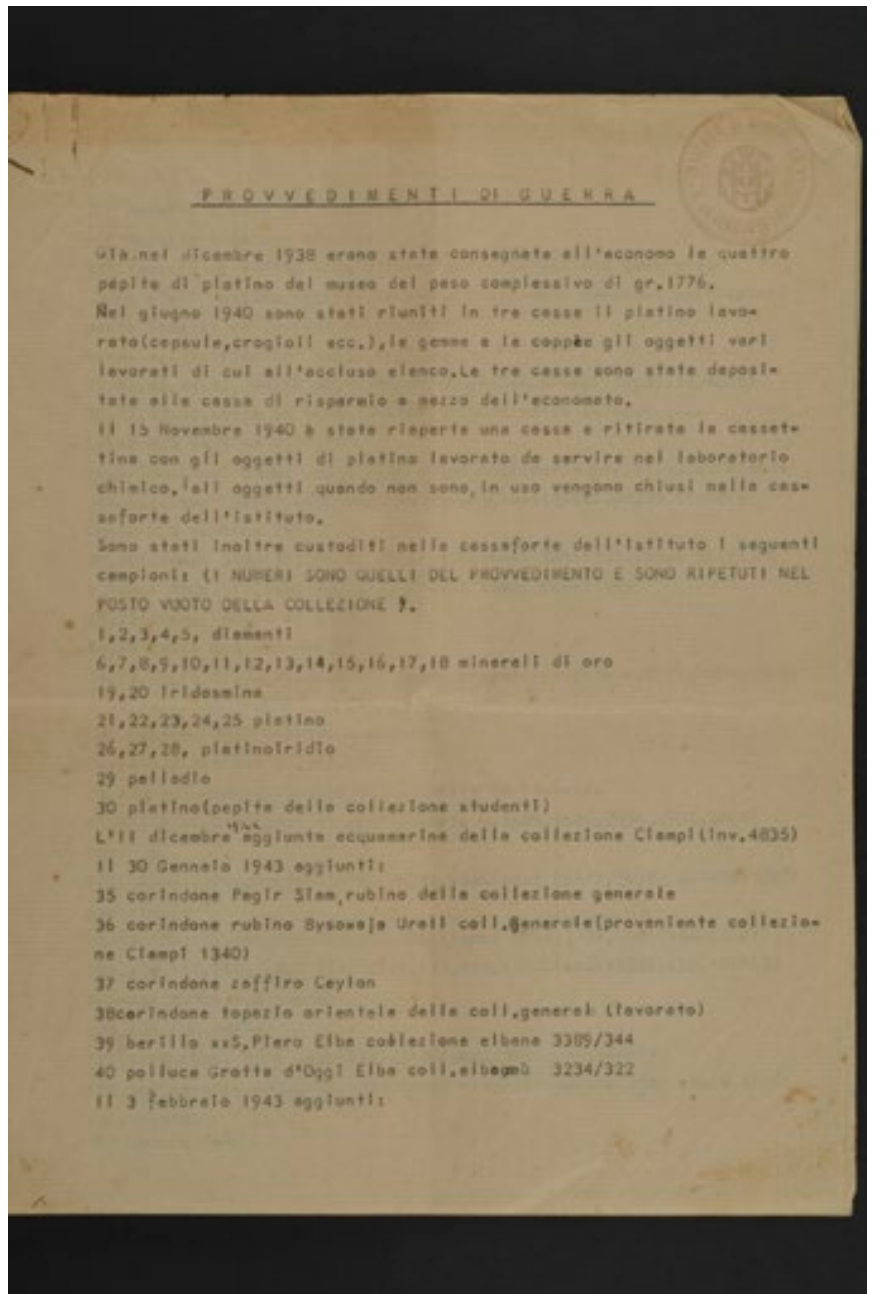 PROVVEDIMENTI DI GUERRA
Già nel dicembre 1938 erano state consegnate all'economo le quattro
pepite di platino del museo del peso complessivo di gr.1776.
Nel giugno 1940 sono stati riuniti in tre casse il platino lavo-
rato(capsule,crogioli ecc.),le gemme e le coppe e gli oggetti vari
lavorati di cui all'accluso elenco.Le tre casse sono state deposi-
tate alla cassa di risparmio a mezzo dell'economato.
Il 15 Novembre 1940 è stata riaperta una cassa e ritirata la casset-
tina con gli oggetti di platino lavorato da servire nel laboratorio
chimico.Tali oggetti quando non sono in uso vengono chiusi nella cas-
saforte dell'istituto.
Sono stati inoltre custoditi nella cassaforte dell'istituto i seguenti
campioni: (I NUMERI SONO QUELLI DEL PROVVEDIMENTO E SONO RIPETUTI NEL
POSTO VUOTO DELLA COLLEZIONE ).
1,2,3,4,5, diamanti
6,7,8,9,10,11,12,13,14,15,16,17,18 minerali di oro
19,20 iridosmina
21,22,23,24,25 platino
26,27,28, platinoiridio
29 palladio
30 platino(pepita della collezione studenti)
L'11 dicembre aggiunta acquamarina della collezione Ciampi(inv.4835)
Il 30 Gennaio 1943 aggiunti:
35 corindone Pagir Siam,rubino della collezione generale
36 corindone rubino Bysowaja Urali coll.generale(proveniente collezio-
ne Ciampi 1340)
37 corindone zaffiro Ceylon
38corindone topazio orientale della coll.general (lavorato)
39 berillo xxS.Piero Elba collezione elbana 3389/344
40 polluce Grotta d'Oggi Elba coll. 3234/322
Il 3 febbraio 1943 aggiunti: